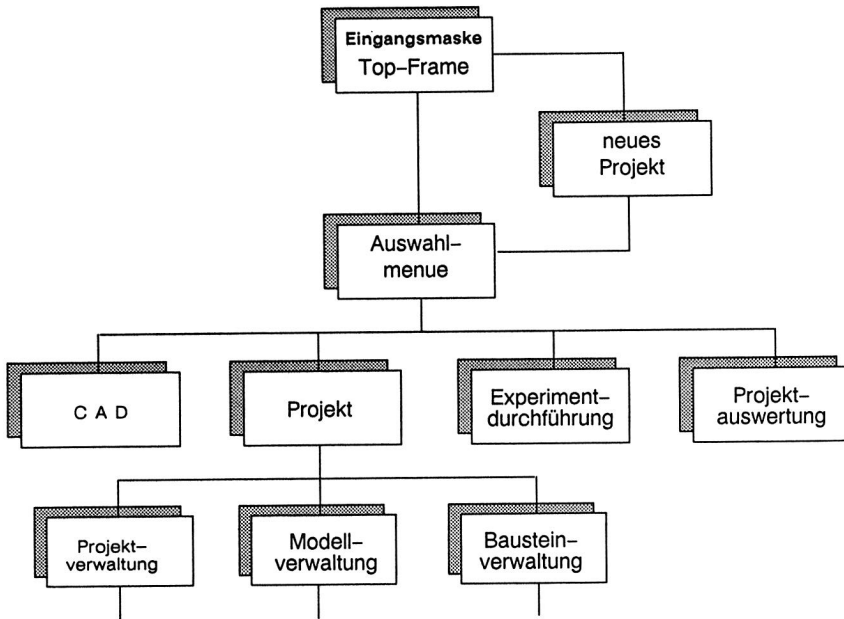 Eingangsmaske
Top-Frame
neues
Projekt
Auswahl-
menue
C A D
Projekt
Experiment-
durchführung
Projekt-
auswertung
Projekt-
verwaltung
Modell-
verwaltung
Baustein-
verwaltung